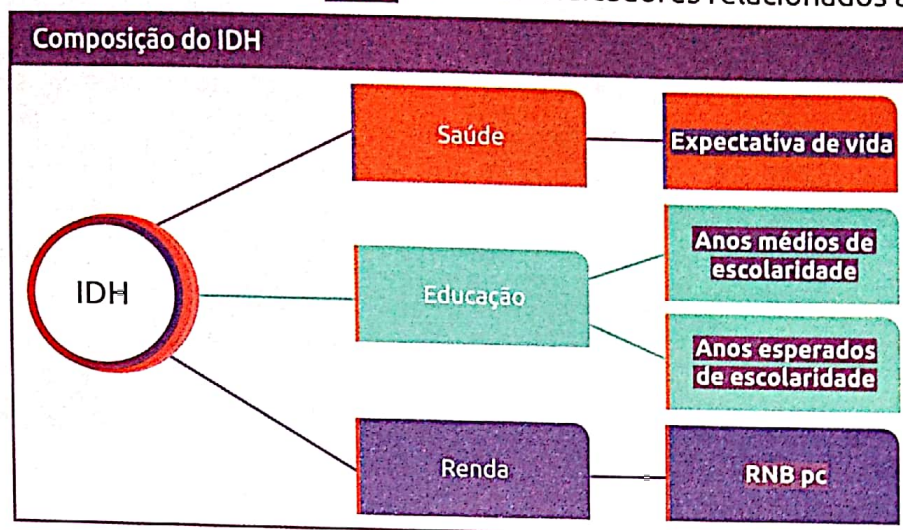 relacionados
Composição do IDH
Saúde
Expectativa de vida
IDH
Educação
Anos médios de
escolaridade
Anos esperados
de escolaridade
Renda
RNB pc